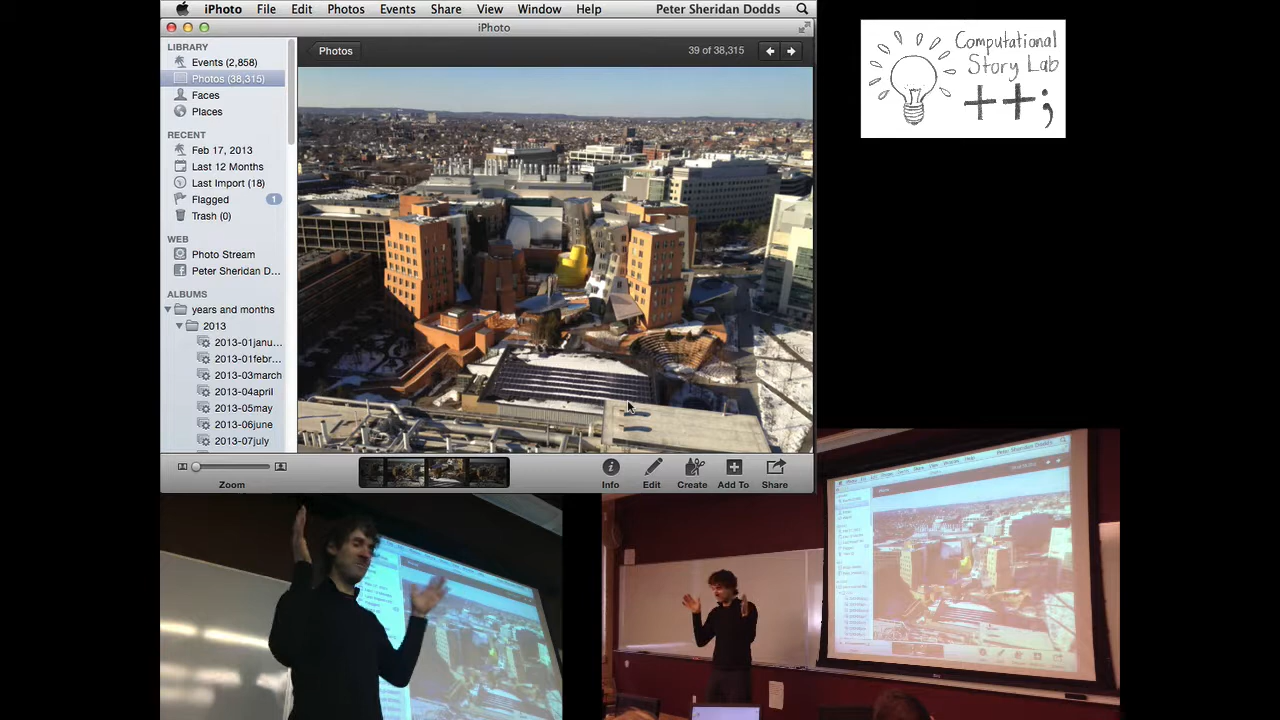 iPhoto File Edit Photos Events Share View Window Help Peter Sheridan Dodds
iPhoto
LIBRARY
Events (2,858)
Photos (38,315)
Faces
Places
RECENT
Feb 17, 2013
Last 12 Months
Last Import (18)
Flagged 1
Trash (0)
WEB
Photo Stream
Peter Sheridan D...
ALBUMS
years and months
2013
2013-01janu...
2013-01febr...
2013-03march
2013-04april
2013-05may
2013-06june
2013-07july
Photos
39 of 38,315
Zoom
Info Edit Create Add To Share
Computational
Story Lab
++;
Peter Sheridan Dodds